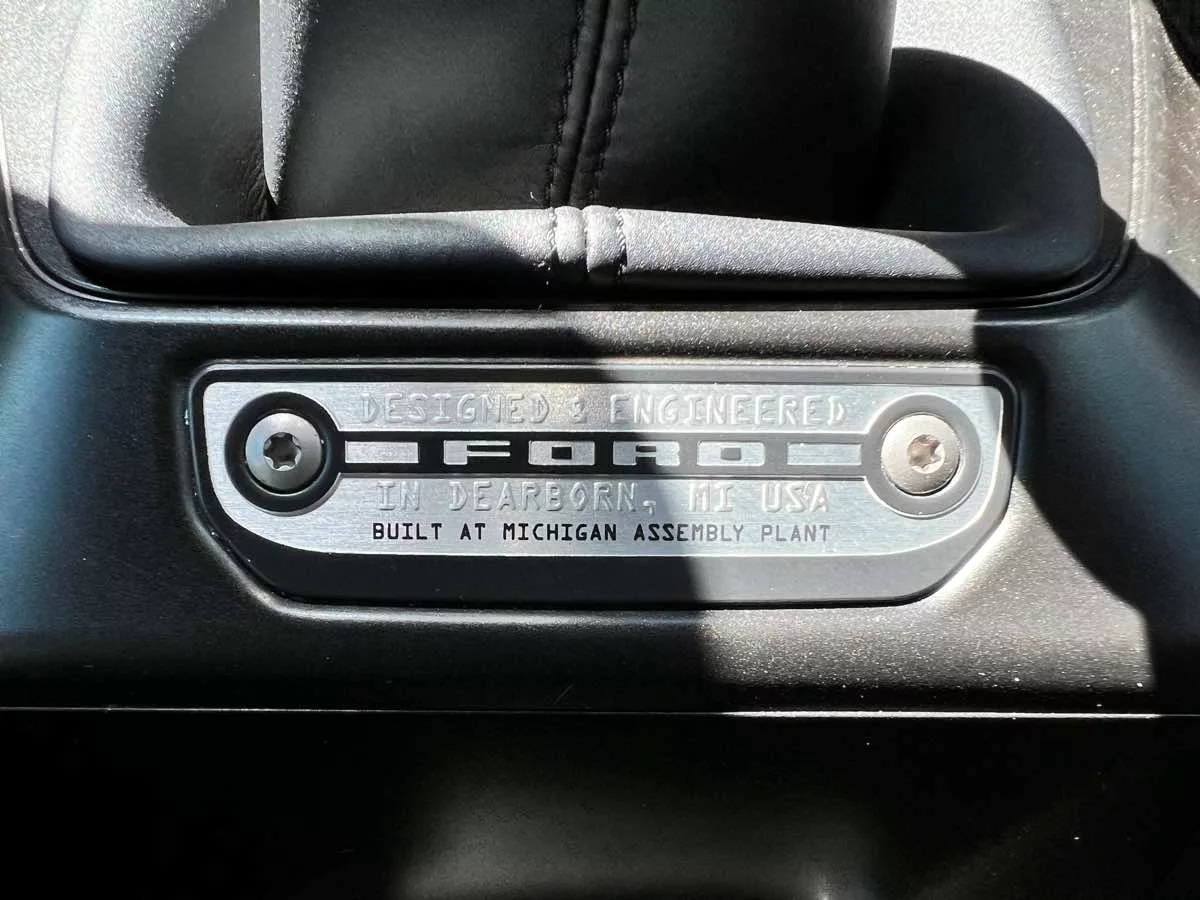 DESIGNED & ENGINEERED
FORD
IN DEARBORN, MI USA
BUILT AT MICHIGAN ASSEMBLY PLANT